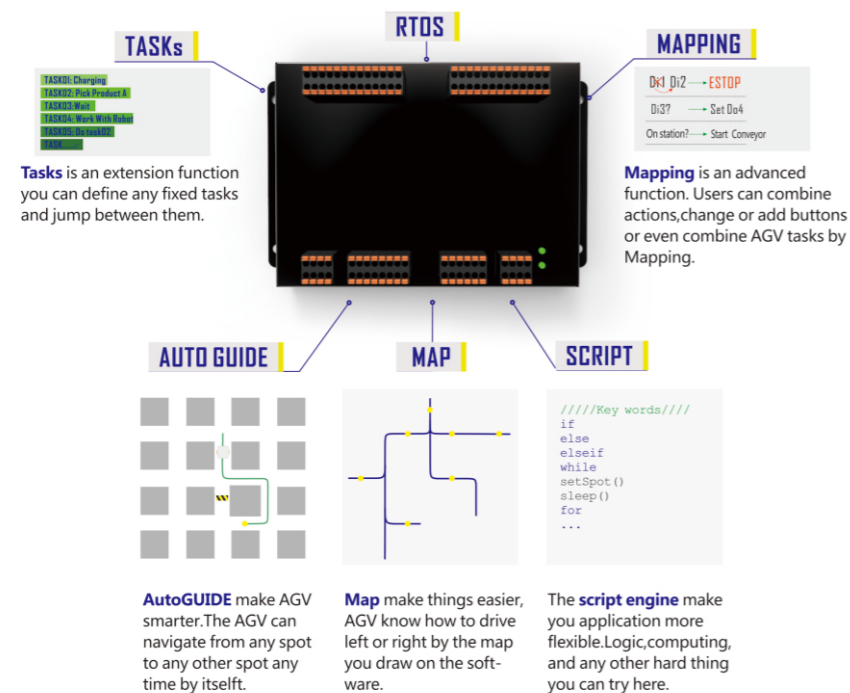 RTOS
TASKs
MAPPING
TASK01: Charging
TASK02: Pick Product A
TASK03:Wait
TASK04: Work With Robot
TASK05: Do task02
TASK......
Di1 Di2 → ESTOP
Di3? → Set Do4
On station? → Start Conveyor
Tasks is an extension function
you can define any fixed tasks
and jump between them.
Mapping is an advanced
function. Users can combine
actions,change or add buttons
or even combine AGV tasks by
Mapping.
AUTO GUIDE
MAP
SCRIPT
/////Key words////
if
else
elseif
while
setSpot()
sleep()
for
...
AutoGUIDE make AGV
smarter.The AGV can
navigate from any spot
to any other spot any
time by itselft.
Map make things easier,
AGV know how to drive
left or right by the map
you draw on the soft-
ware.
The script engine make
you application more
flexible.Logic,computing,
and any other hard thing
you can try here.